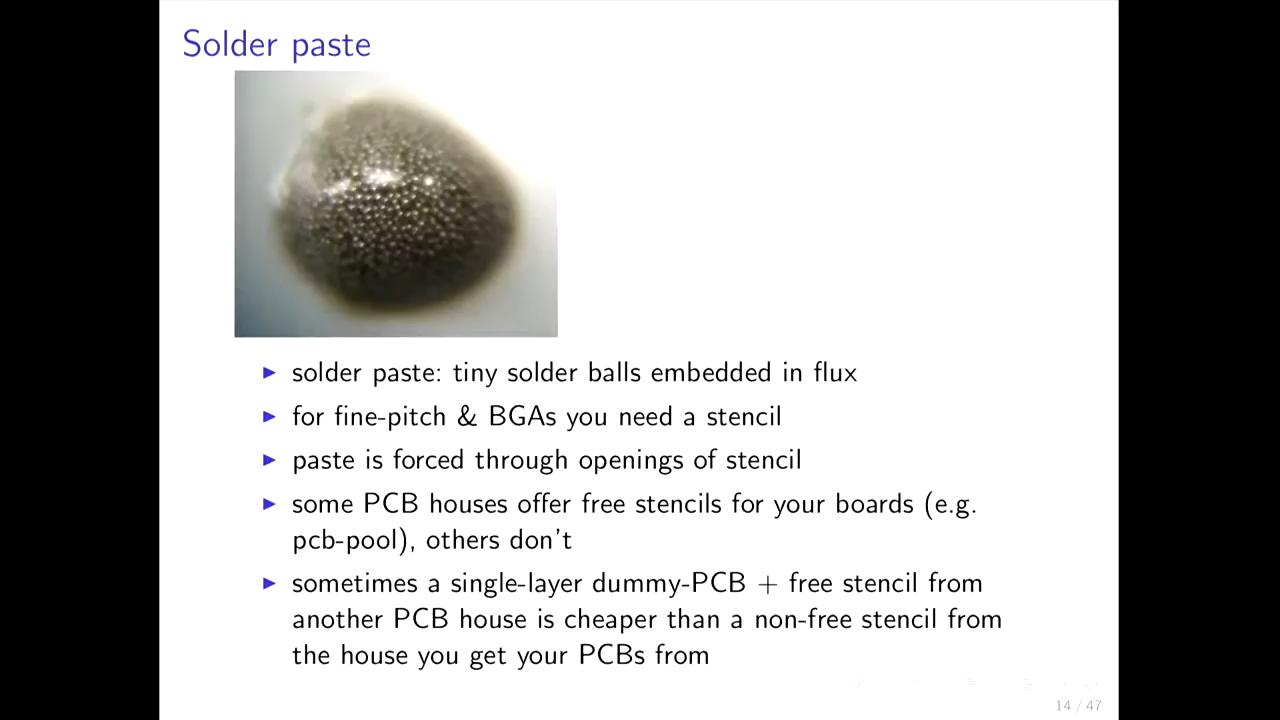 Solder paste
solder paste: tiny solder balls embedded in flux
for fine-pitch & BGAs you need a stencil
paste is forced through openings of stencil
some PCB houses offer free stencils for your boards (e.g.
pcb-pool), others don't
sometimes a single-layer dummy-PCB + free stencil from
another PCB house is cheaper than a non-free stencil from
the house you get your PCBs from
14 / 47